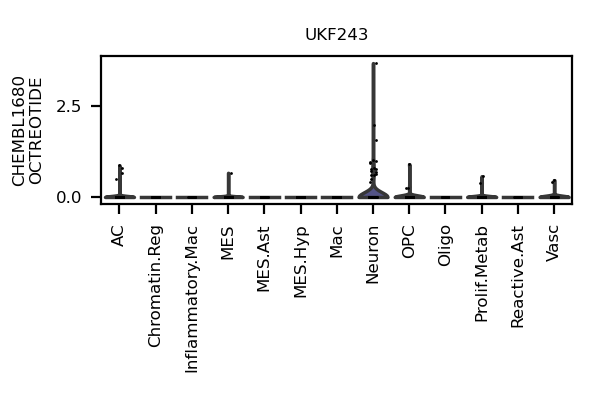 UKF243
CHEMBL1680
OCTREOTIDE
2.5
0.0
AC
Chromatin.Reg
Inflammatory.Mac
MES
MES.Ast
MES.Hyp
Mac
Neuron
OPC
Oligo
Prolif.Metab
Reactive.Ast
Vasc